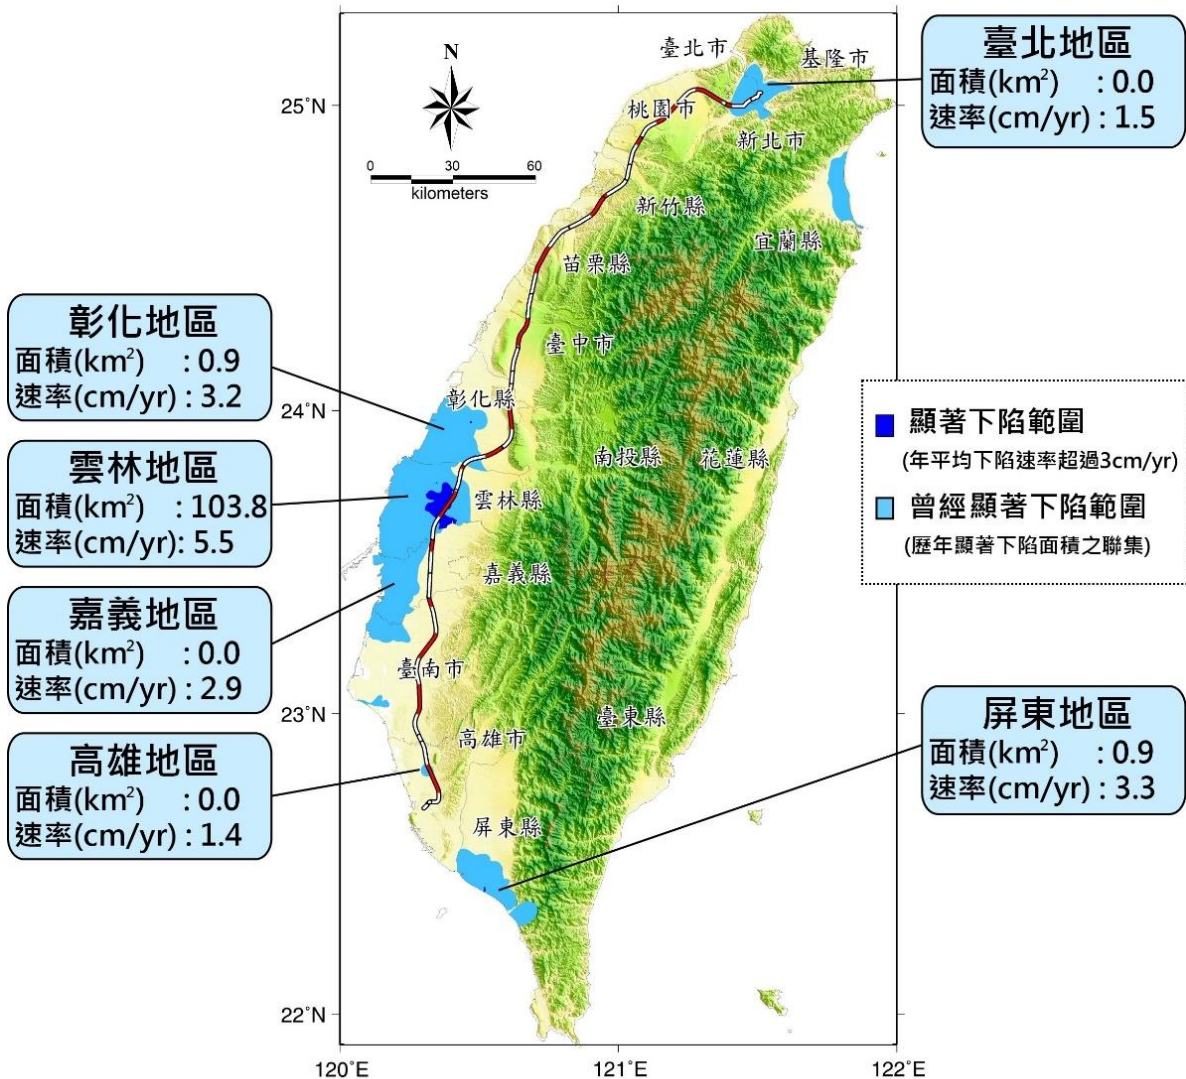 臺北地區
面積(km²) : 0.0
速率(cm/yr) : 1.5
彰化地區
面積(km²) : 0.9
速率(cm/yr) : 3.2
雲林地區
面積(km²) : 103.8
速率(cm/yr): 5.5
嘉義地區
面積(km²) : 0.0
速率(cm/yr) : 2.9
高雄地區
面積(km²) : 0.0
速率(cm/yr) : 1.4
屏東地區
面積(km²) : 0.9
速率(cm/yr) : 3.3
顯著下陷範圍
(年平均下陷速率超過3cm/yr)
曾經顯著下陷範圍
(歷年顯著下陷面積之聯集)
N
0 30 60
kilometers
臺北市
基隆市
桃園市
新北市
新竹縣
宜蘭縣
苗栗縣
臺中市
彰化縣
南投縣
花蓮縣
雲林縣
嘉義縣
臺南市
臺東縣
高雄市
屏東縣
25°N
24°N
23°N
22°N
120°E
121°E
122°E